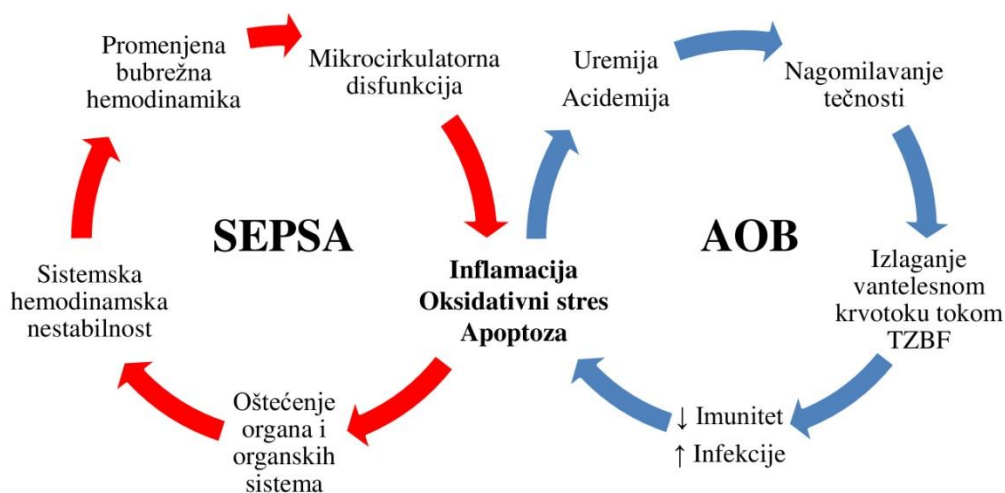 Promenjena
bubrežna
hemodinamika
Mikrocirkulatorna
disfunkcija
SEPSA
Sistemska
hemodinamska
nestabilnost
Oštećenje
organa i
organskih
sistema
Inflamacija
Oksidativni stres
Apoptoza
Uremija
Acidemija
Nagomilavanje
tečnosti
AOB
Izlaganje
vantelesnom
krvotoku tokom
TZBF
↓ Imunitet
↑ Infekcije